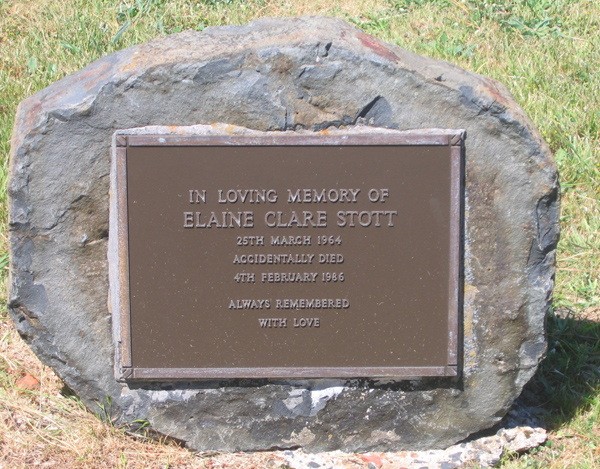 IN LOVING MEMORY OF
ELAINE CLARE STOTT
25TH MARCH 1964
ACCIDENTALLY DIED
4TH FEBRUARY 1986
ALWAYS REMEMBERED
WITH LOVE